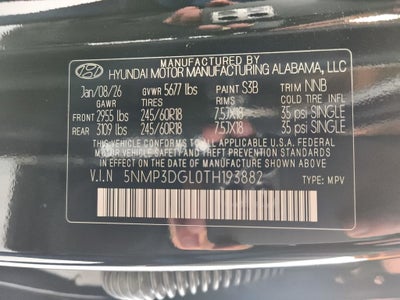 MANUFACTURED BY
HYUNDAI MOTOR MANUFACTURING ALABAMA, LLC
Jan/08/26 GVWR 5677 lbs PAINT S3B TRIM NNB
GAWR TIRES RIMS COLD TIRE INFL
FRONT 2955 lbs 245/60R18 7.5JX18 35 psi SINGLE
REAR 3109 lbs 245/60R18 7.5JX18 35 psi SINGLE
THIS VEHICLE CONFORMS TO ALL APPLICABLE U.S.A. FEDERAL
MOTOR VEHICLE SAFETY AND THEFT PREVENTION STANDARDS
IN EFFECT ON THE DATE OF MANUFACTURE SHOWN ABOVE.
V.I.N 5NMP3DGL0TH193882 TYPE: MPV